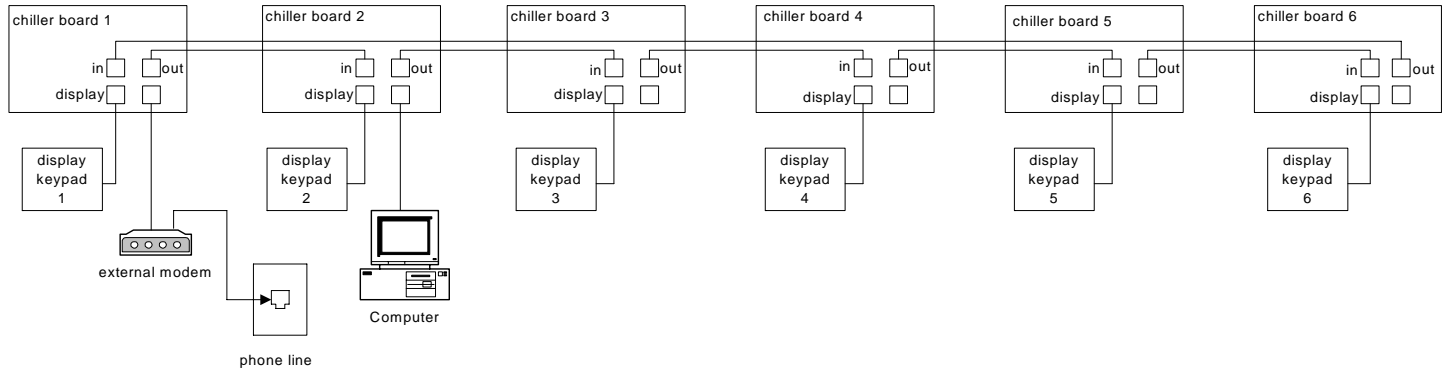 chiller board 1
chiller board 2
chiller board 3
chiller board 4
chiller board 5
chiller board 6
in
out
in
out
in
out
in
out
in
out
in
out
display
display
display
display
display
display
display
keypad
1
display
keypad
2
display
keypad
3
display
keypad
4
display
keypad
5
display
keypad
6
external modem
Computer
phone line